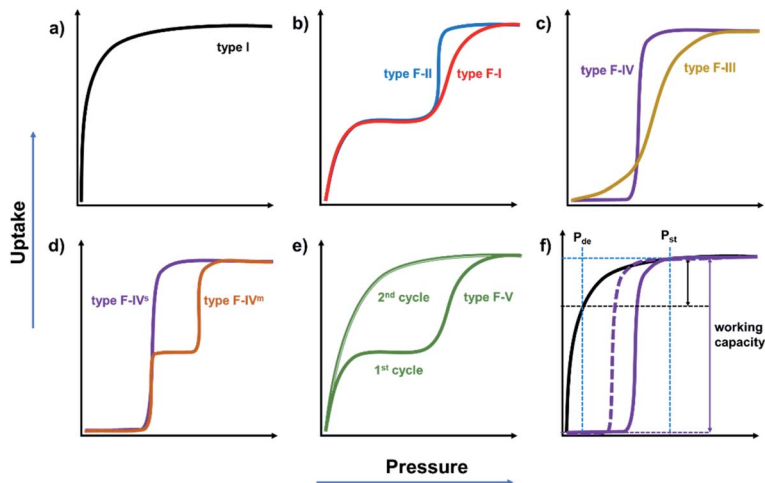 a)
type I
b)
type F-II
type F-I
c)
type F-IV
type F-III
Uptake
d)
type F-IVˢ
type F-IVᵐ
e)
2nd cycle
type F-V
1st cycle
f)
Pde
Pst
working
capacity
Pressure